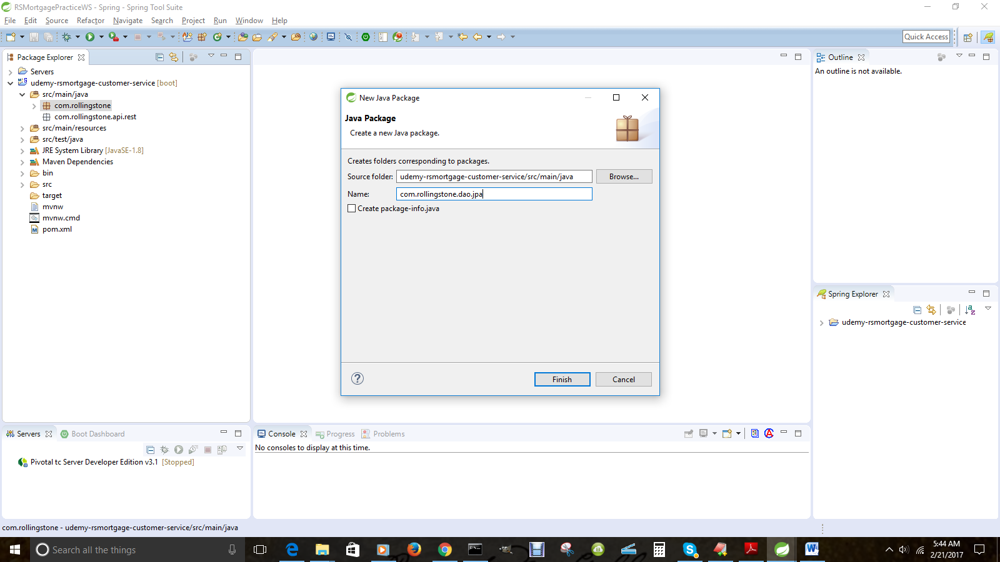 RSMortgagePracticeWS - Spring - Spring Tool Suite
File Edit Source Refactor Navigate Search Project Run Window Help
Quick Access
Package Explorer
Servers
udemy-rsmortgage-customer-service [boot]
src/main/java
com.rollingstone
com.rollingstone.api.rest
src/main/resources
src/test/java
JRE System Library [JavaSE-1.8]
Maven Dependencies
bin
src
target
mvnw
mvnw.cmd
pom.xml
New Java Package
Java Package
Create a new Java package.
Creates folders corresponding to packages.
Source folder: udemy-rsmortgage-customer-service/src/main/java Browse...
Name: com.rollingstone.dao.jpa
Create package-info.java
Finish Cancel
Outline
An outline is not available.
Spring Explorer
udemy-rsmortgage-customer-service
Servers Boot Dashboard
Pivotal tc Server Developer Edition v3.1 [Stopped]
Console Progress Problems
No consoles to display at this time.
com.rollingstone - udemy-rsmortgage-customer-service/src/main/java
Search all the things
5:44 AM
2/21/2017